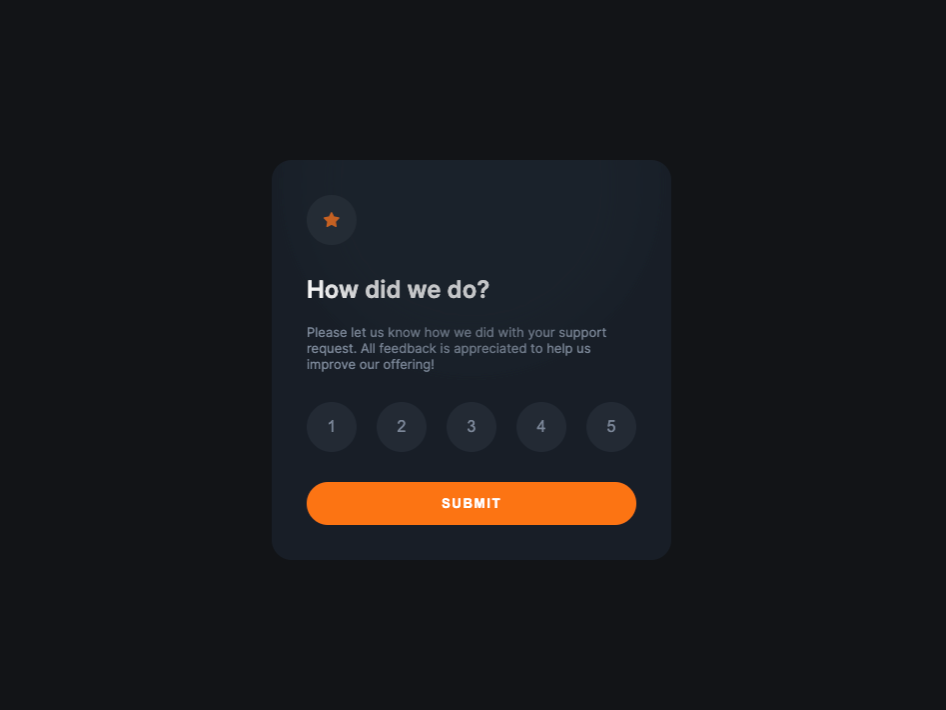 How did we do?
Please let us know how we did with your support
request. All feedback is appreciated to help us
improve our offering!
1 2 3 4 5
SUBMIT